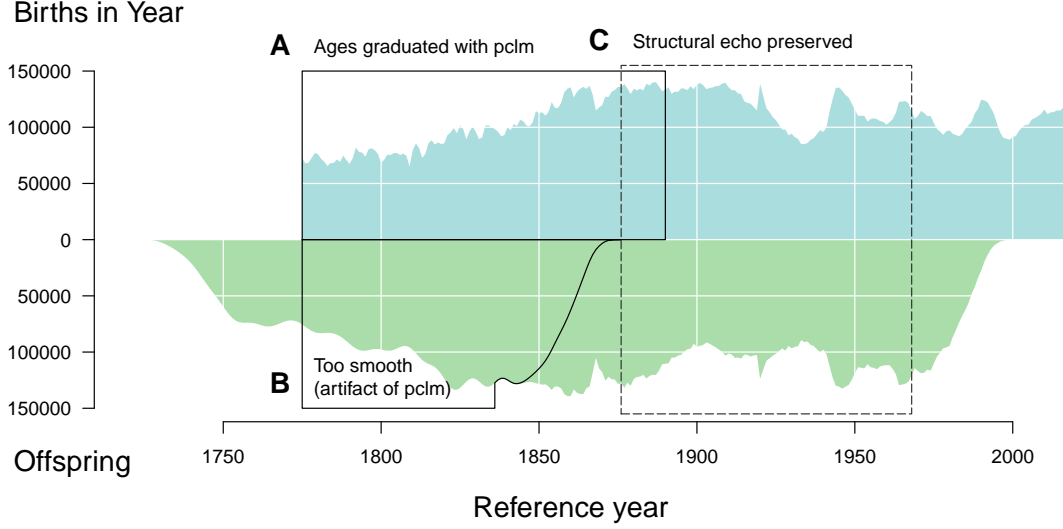 Births in Year
A Ages graduated with pclm
C Structural echo preserved
150000
100000
50000
0
50000
100000
150000
B Too smooth
(artifact of pclm)
1750 1800 1850 1900 1950 2000
Offspring
Reference year